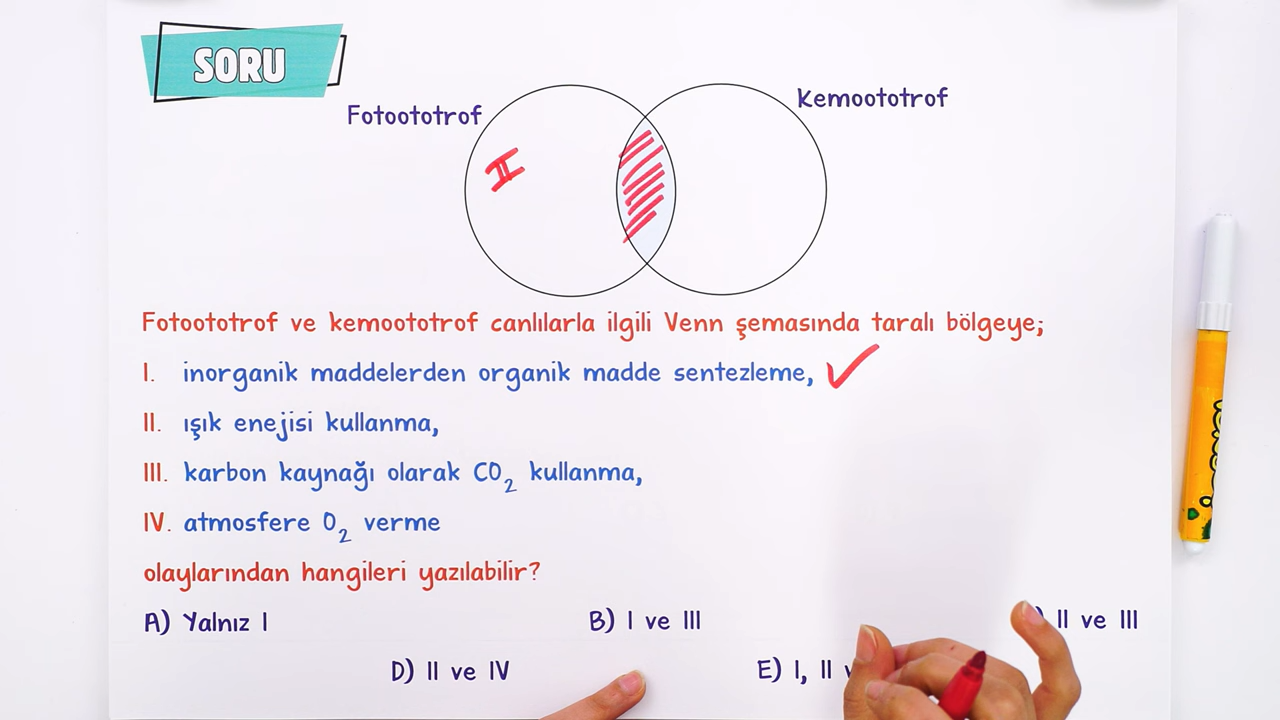 SORU
Fotoototrof
Kemoototrof
II
Fotoototrof ve kemoototrof canlılarla ilgili Venn şemasında taralı bölgeye;
I. inorganik maddelerden organik madde sentezleme,
II. ışık enejisi kullanma,
III. karbon kaynağı olarak CO₂ kullanma,
IV. atmosfere O₂ verme
olaylarından hangileri yazılabilir?
A) Yalnız I
B) I ve III
) II ve III
D) II ve IV
E) I, II